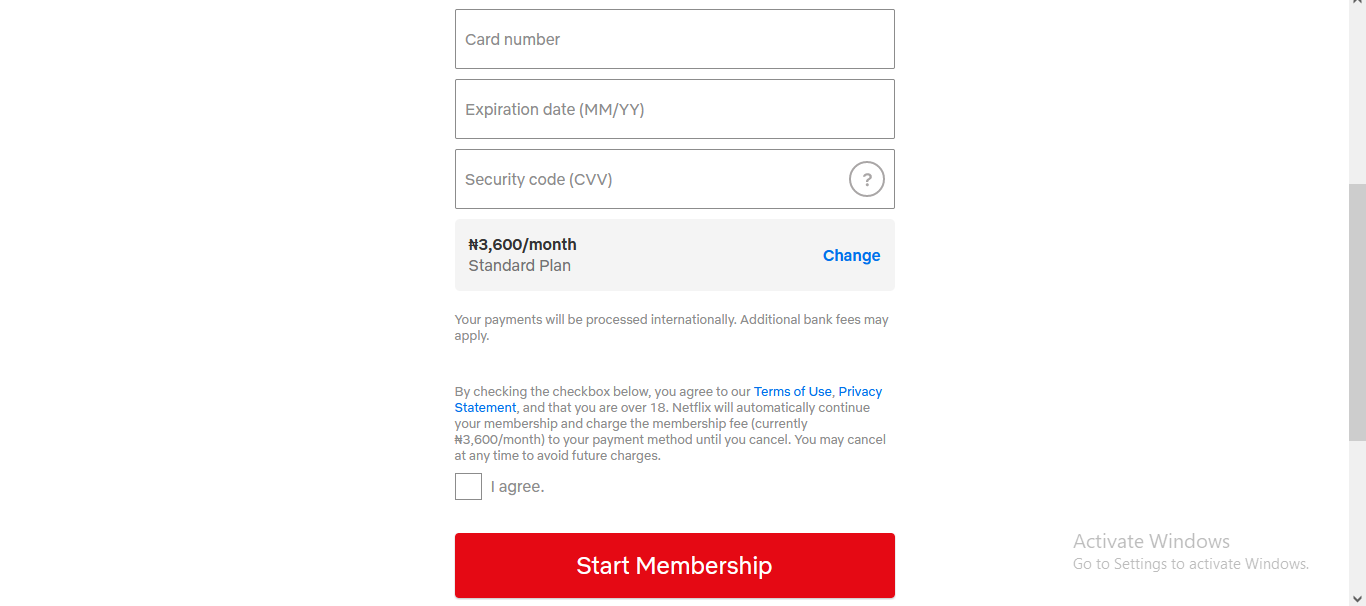 Card number
Expiration date (MM/YY)
Security code (CVV)
?
₦3,600/month
Standard Plan
Change
Your payments will be processed internationally. Additional bank fees may
apply.
By checking the checkbox below, you agree to our Terms of Use, Privacy
Statement, and that you are over 18. Netflix will automatically continue
your membership and charge the membership fee (currently
₦3,600/month) to your payment method until you cancel. You may cancel
at any time to avoid future charges.
I agree.
Start Membership
Activate Windows
Go to Settings to activate Windows.